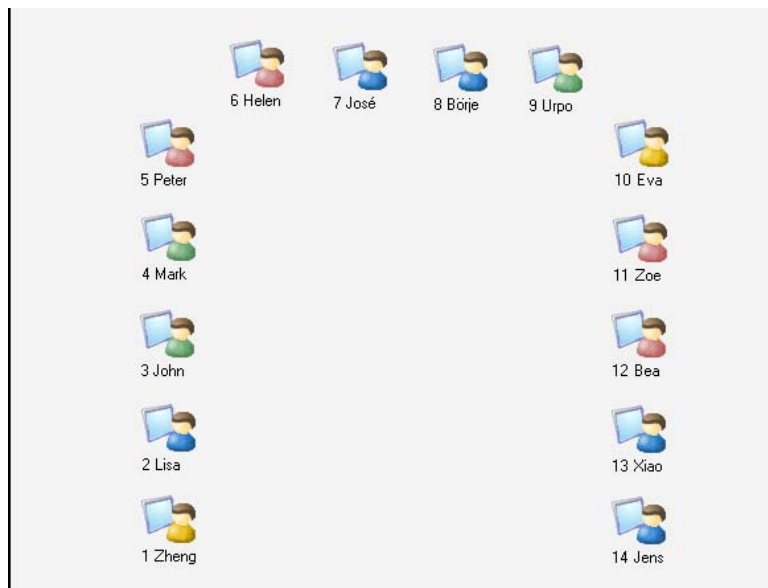 6 Helen
7 José
8 Börje
9 Urpo
5 Peter
10 Eva
4 Mark
11 Zoe
3 John
12 Bea
2 Lisa
13 Xiao
1 Zheng
14 Jens